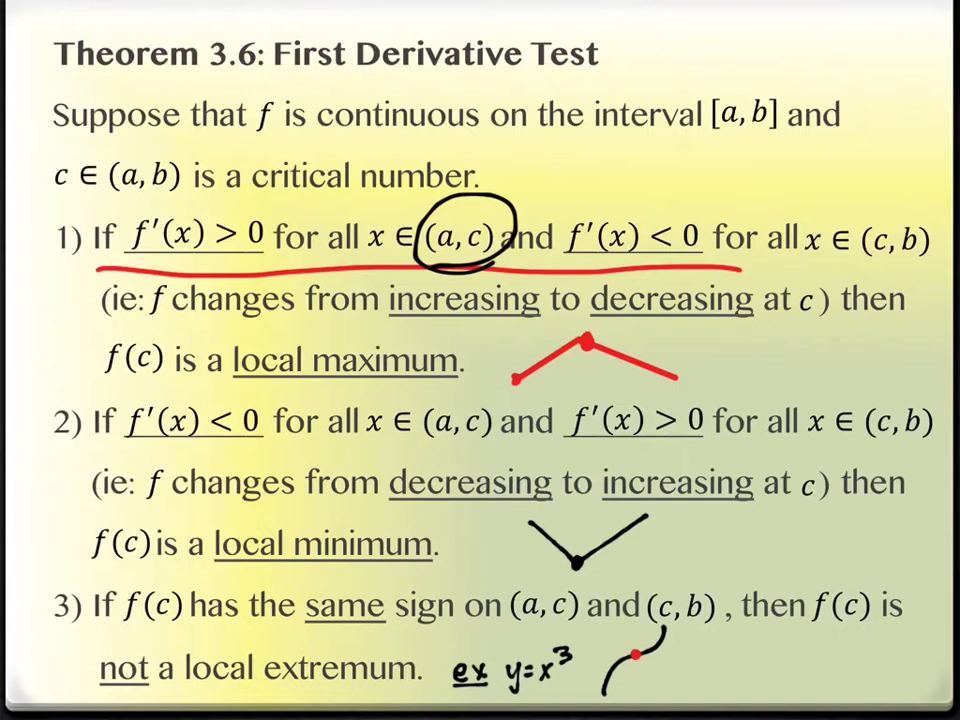 Theorem 3.6: First Derivative Test
Suppose that f is continuous on the interval [a, b] and
c ∈ (a, b) is a critical number.
1) If f'(x) > 0 for all x ∈ (a, c) and f'(x) < 0 for all x ∈ (c, b)
(ie: f changes from increasing to decreasing at c ) then
f(c) is a local maximum.
2) If f'(x) < 0 for all x ∈ (a, c) and f'(x) > 0 for all x ∈ (c, b)
(ie: f changes from decreasing to increasing at c ) then
f(c) is a local minimum.
3) If f(c) has the same sign on (a, c) and (c, b) , then f(c) is
not a local extremum. ex y=x³